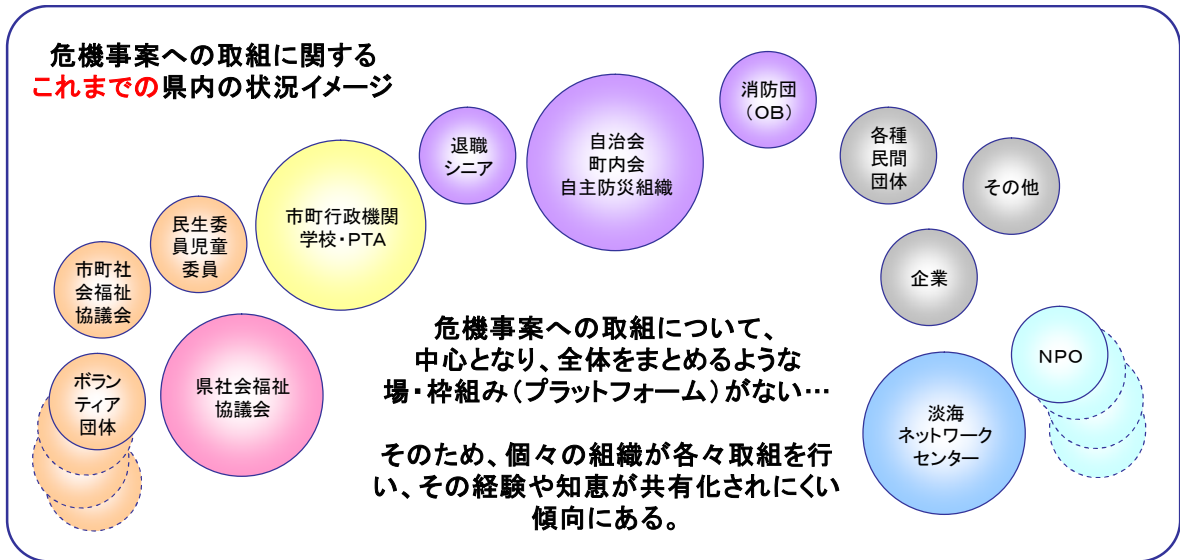 危機事案への取組に関する
これまでの県内の状況イメージ
消防団
（ＯＢ）
退職
シニア
自治会
町内会
自主防災組織
各種
民間
団体
その他
市町行政機関
学校・ＰＴＡ
民生委
員児童
委員
市町社
会福祉
協議会
企業
危機事案への取組について、
中心となり、全体をまとめるような
場・枠組み（プラットフォーム）がない…
ＮＰＯ
ボラン
ティア
団体
県社会福祉
協議会
淡海
ネットワーク
センター
そのため、個々の組織が各々取組を行
い、その経験や知恵が共有化されにくい
傾向にある。